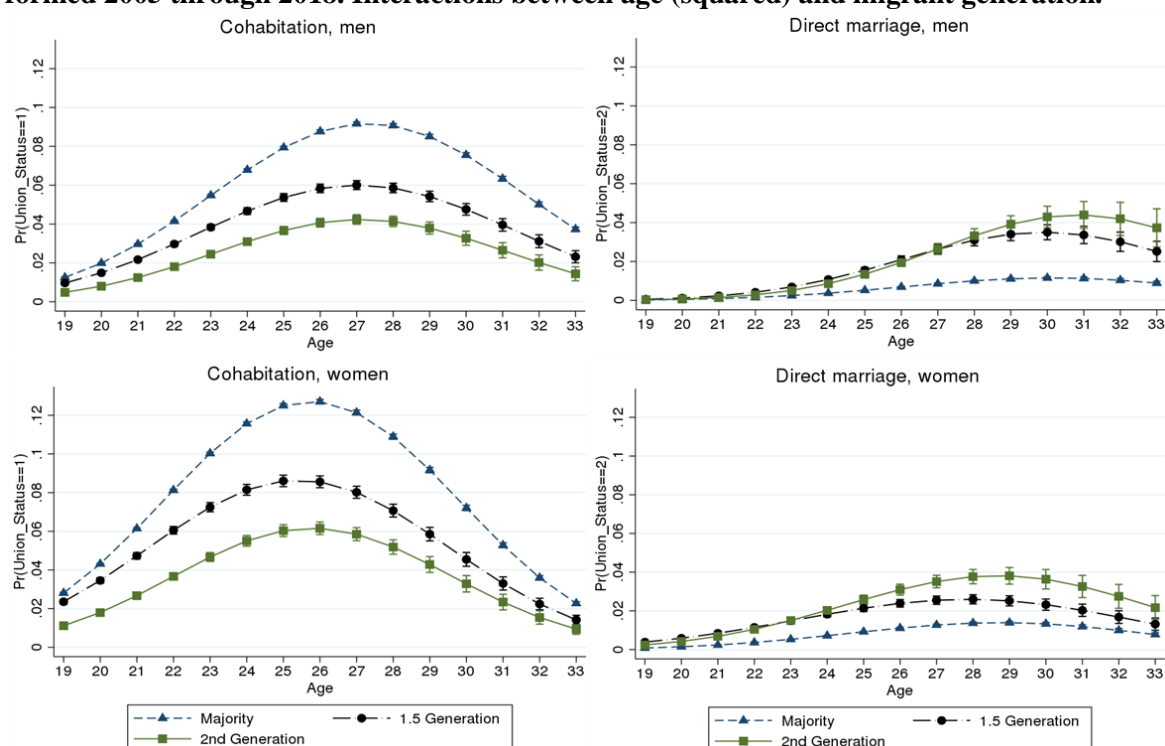 formed 2005 through 2018. Interactions between age (squared) and migrant generation.
Cohabitation, men
Pr(Union_Status==1)
.12
.1
.08
.06
.04
.02
0
19 20 21 22 23 24 25 26 27 28 29 30 31 32 33
Age
Direct marriage, men
Pr(Union_Status==2)
.12
.1
.08
.06
.04
.02
0
19 20 21 22 23 24 25 26 27 28 29 30 31 32 33
Age
Cohabitation, women
Pr(Union_Status==1)
.12
.1
.08
.06
.04
.02
0
19 20 21 22 23 24 25 26 27 28 29 30 31 32 33
Age
Majority 1.5 Generation
2nd Generation
Direct marriage, women
Pr(Union_Status==2)
.12
.1
.08
.06
.04
.02
0
19 20 21 22 23 24 25 26 27 28 29 30 31 32 33
Age
Majority 1.5 Generation
2nd Generation